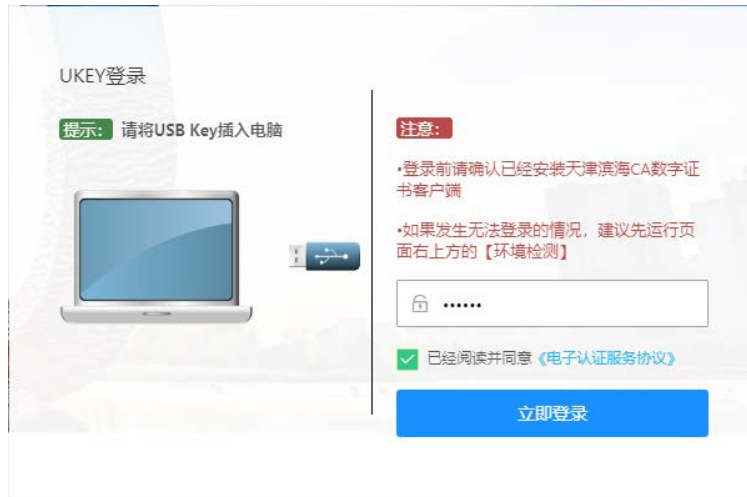 UKEY登录
提示： 请将USB Key插入电脑
注意：
•登录前请确认已经安装天津滨海CA数字证
书客户端
•如果发生无法登录的情况，建议先运行页
面右上方的【环境检测】
••••••
已经阅读并同意《电子认证服务协议》
立即登录